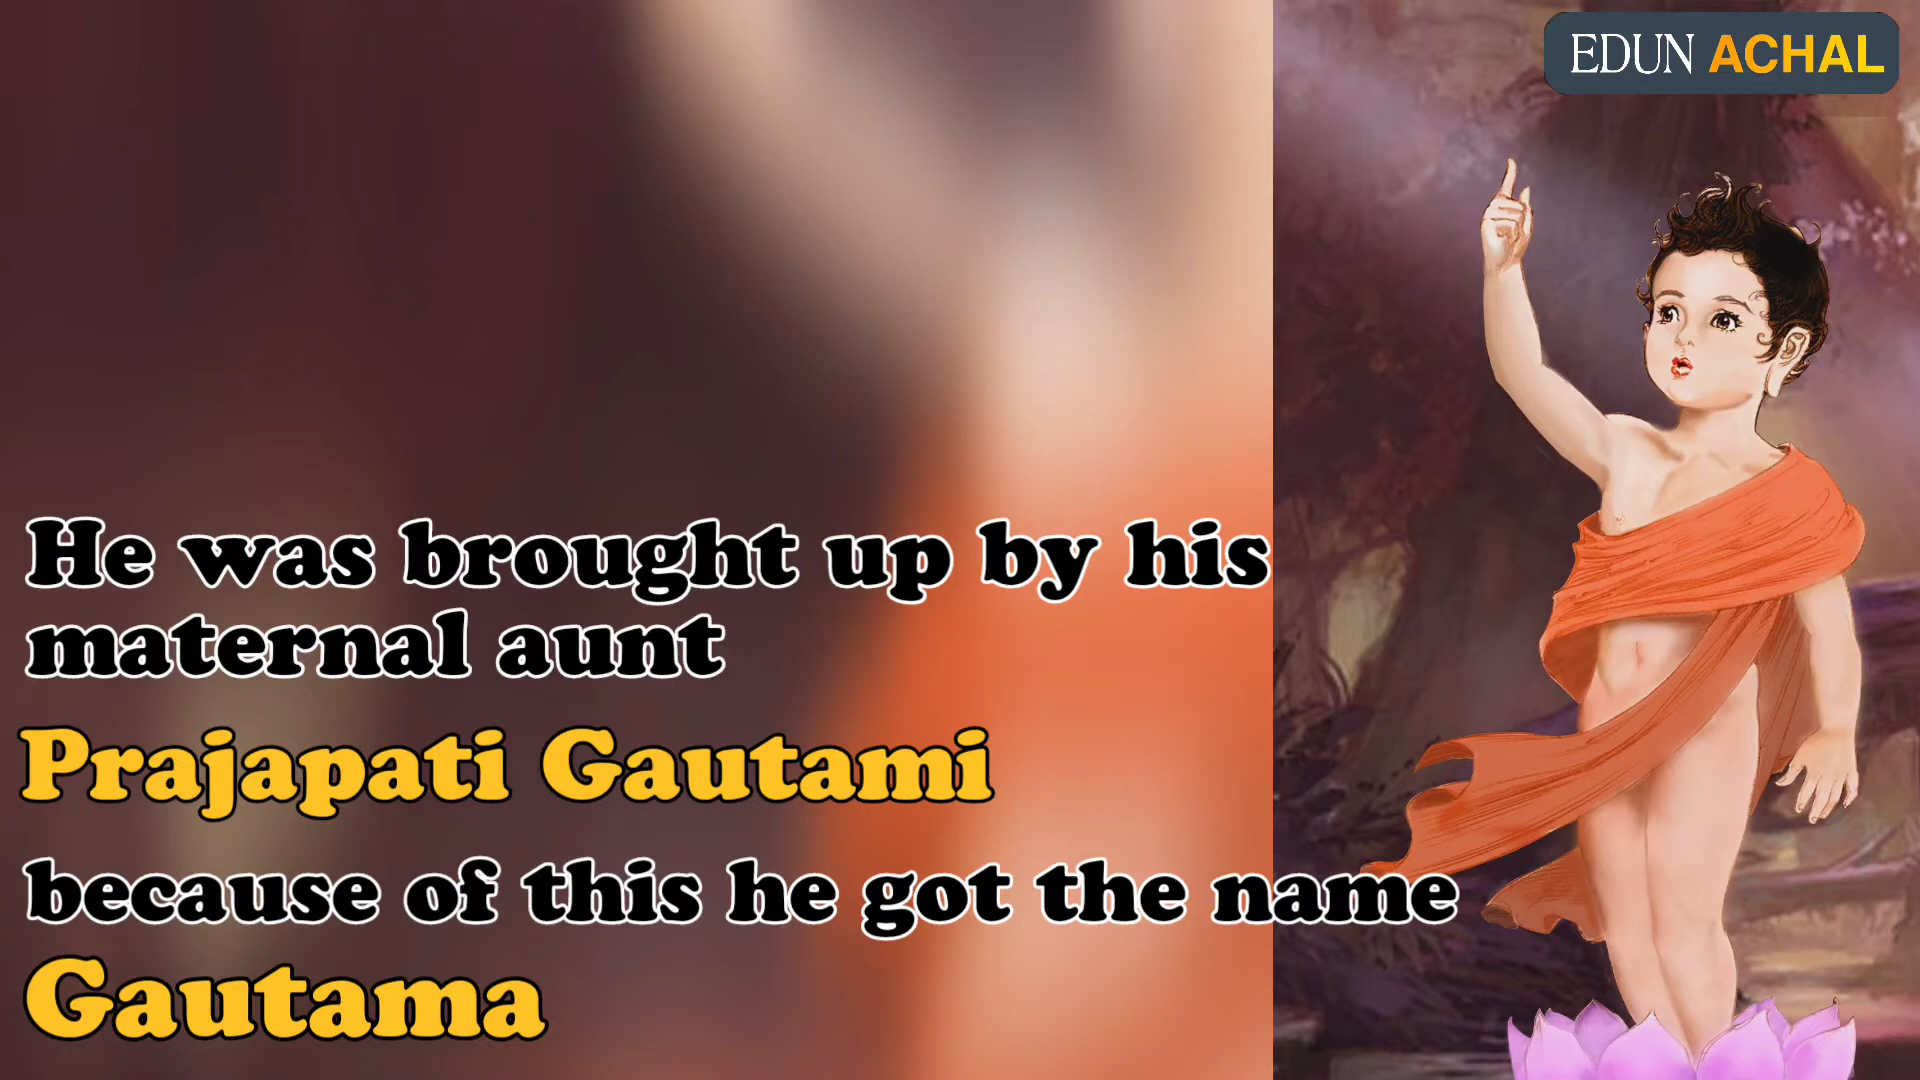 EDUN ACHAL
He was brought up by his
maternal aunt
Prajapati Gautami
because of this he got the name
Gautama